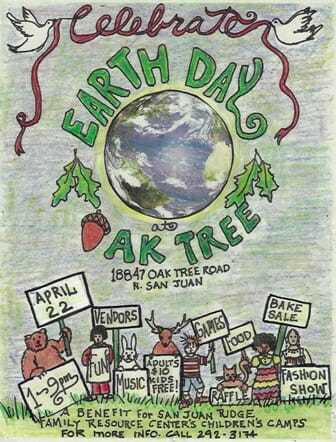 Celebrate
EARTH DAY
at
OAK TREE
18847 OAK TREE ROAD
N. SAN JUAN
APRIL
22
1-9pm
VENDORS
FUN
MUSIC
ADULTS $10
KIDS
FREE!
GAMES
FOOD
RAFFLE
BAKE
SALE
FASHION
SHOW
A BENEFIT for SAN JUAN RIDGE
FAMILY RESOURCE CENTER'S CHILDREN'S CAMPS
FOR MORE INFO. CALL 292-3174.